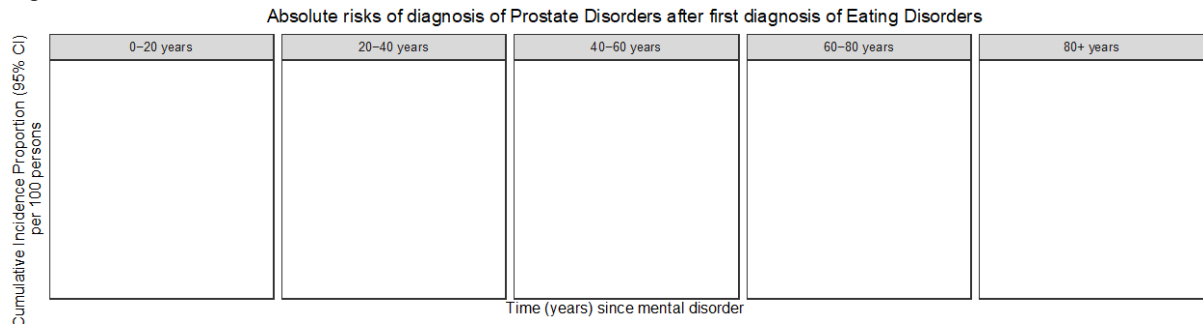 Absolute risks of diagnosis of Prostate Disorders after first diagnosis of Eating Disorders
0−20 years
20−40 years
40−60 years
60−80 years
80+ years
Cumulative Incidence Proportion (95% CI)
per 100 persons
Time (years) since mental disorder